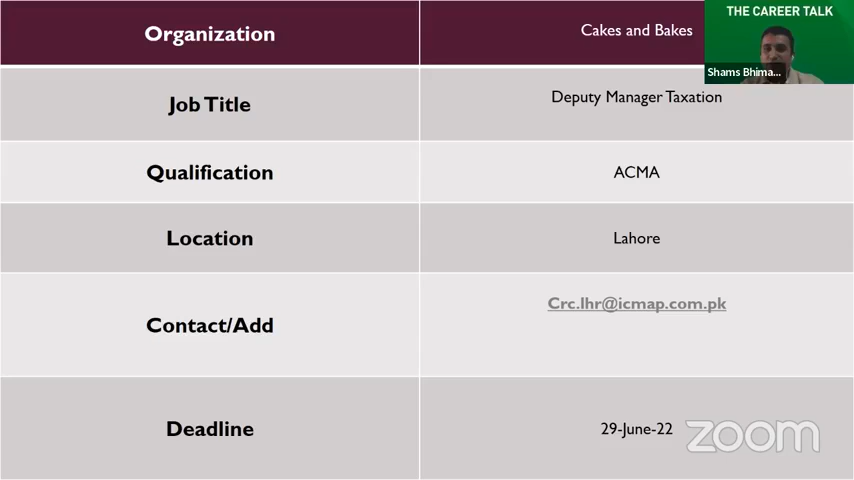 Organization
Cakes and Bakes
THE CAREER TALK
Shams Bhima...
Job Title
Deputy Manager Taxation
Qualification
ACMA
Location
Lahore
Contact/Add
Crc.lhr@icmap.com.pk
Deadline
29-June-22
zoom